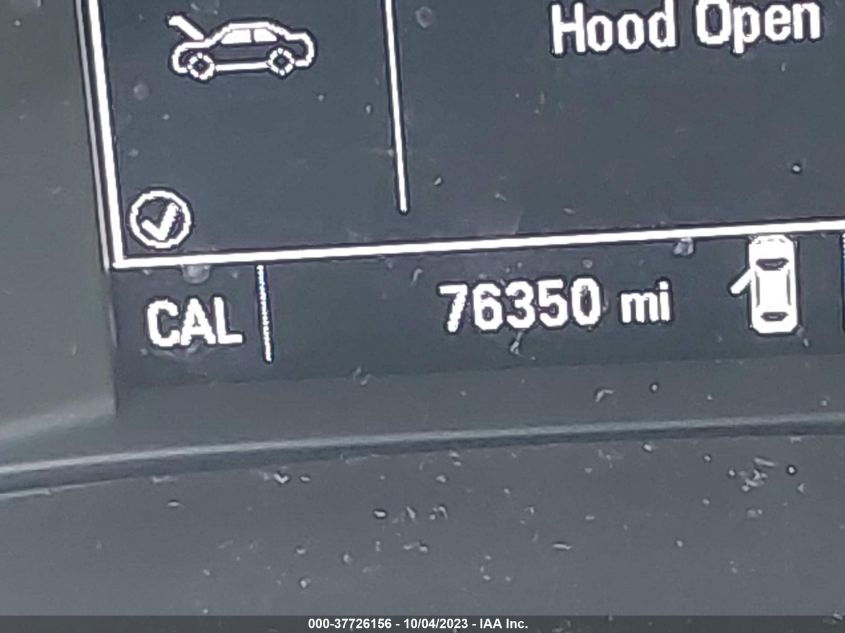 Hood Open
CAL 76350 mi
000-37726156 - 10/04/2023 - IAA Inc.